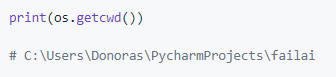 print(os.getcwd())
# C:\Users\Donoras\PycharmProjects\failai